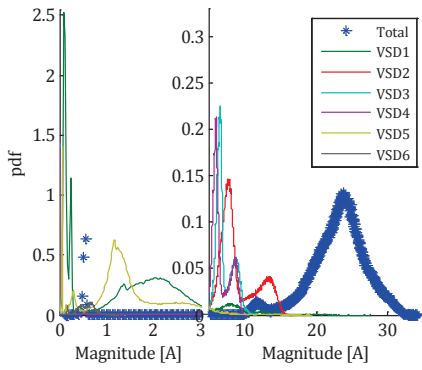 pdf
2.5
2
1.5
1
0.5
0
0 1 2 3
Magnitude [A]
0.3
0.25
0.2
0.15
0.1
0.05
0
10 20 30
Magnitude [A]
Total
VSD1
VSD2
VSD3
VSD4
VSD5
VSD6